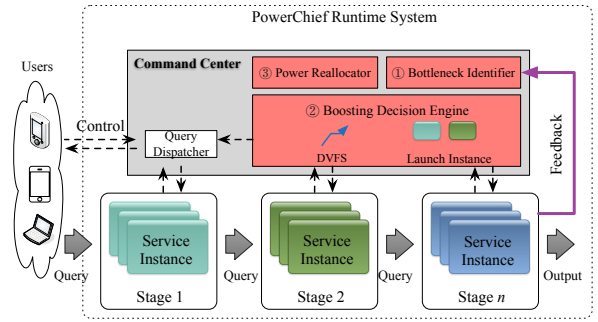 PowerChief Runtime System
Users
Command Center
③ Power Reallocator
① Bottleneck Identifier
② Boosting Decision Engine
Control
Query
Dispatcher
DVFS
Launch Instance
Feedback
Service
Instance
Service
Instance
Service
Instance
Query
Query
Query
Output
Stage 1
Stage 2
Stage n